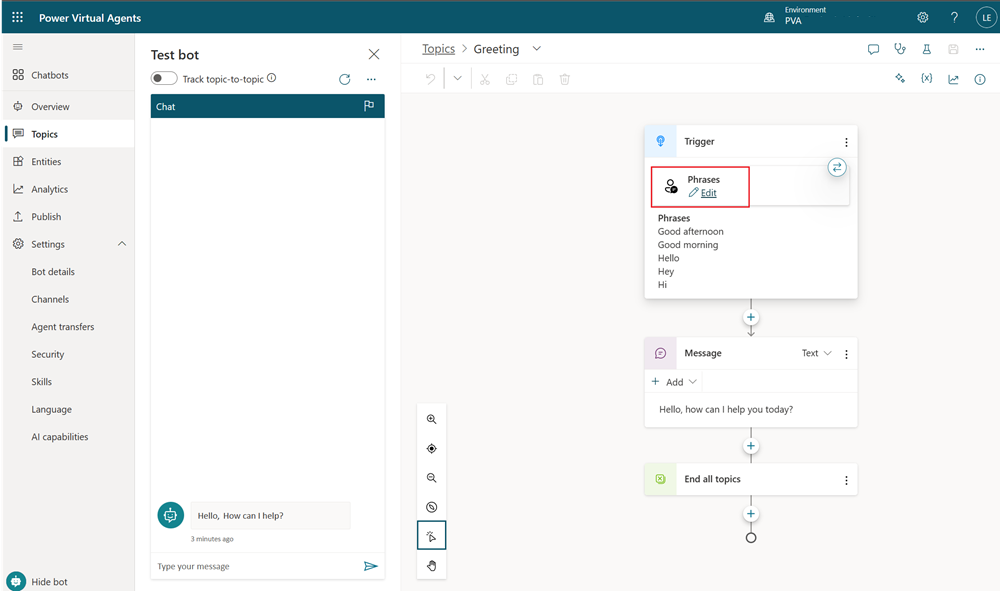 Power Virtual Agents
Environment
PVA
?
LE
Chatbots
Overview
Topics
Entities
Analytics
Publish
Settings
Bot details
Channels
Agent transfers
Security
Skills
Language
AI capabilities
Hide bot
Test bot
Track topic-to-topic
Chat
Hello, How can I help?
3 minutes ago
Type your message
Topics > Greeting
{x}
Trigger
Phrases
Edit
Phrases
Good afternoon
Good morning
Hello
Hey
Hi
Message
Text
+ Add
Hello, how can I help you today?
End all topics